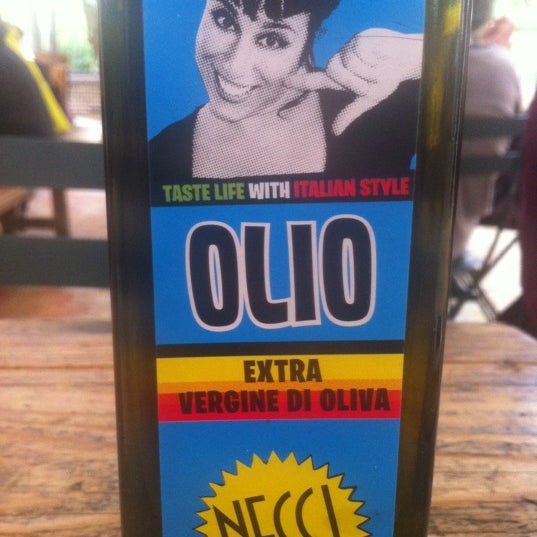 TASTE LIFE WITH ITALIAN STYLE
OLIO
EXTRA
VERGINE DI OLIVA
NECCI